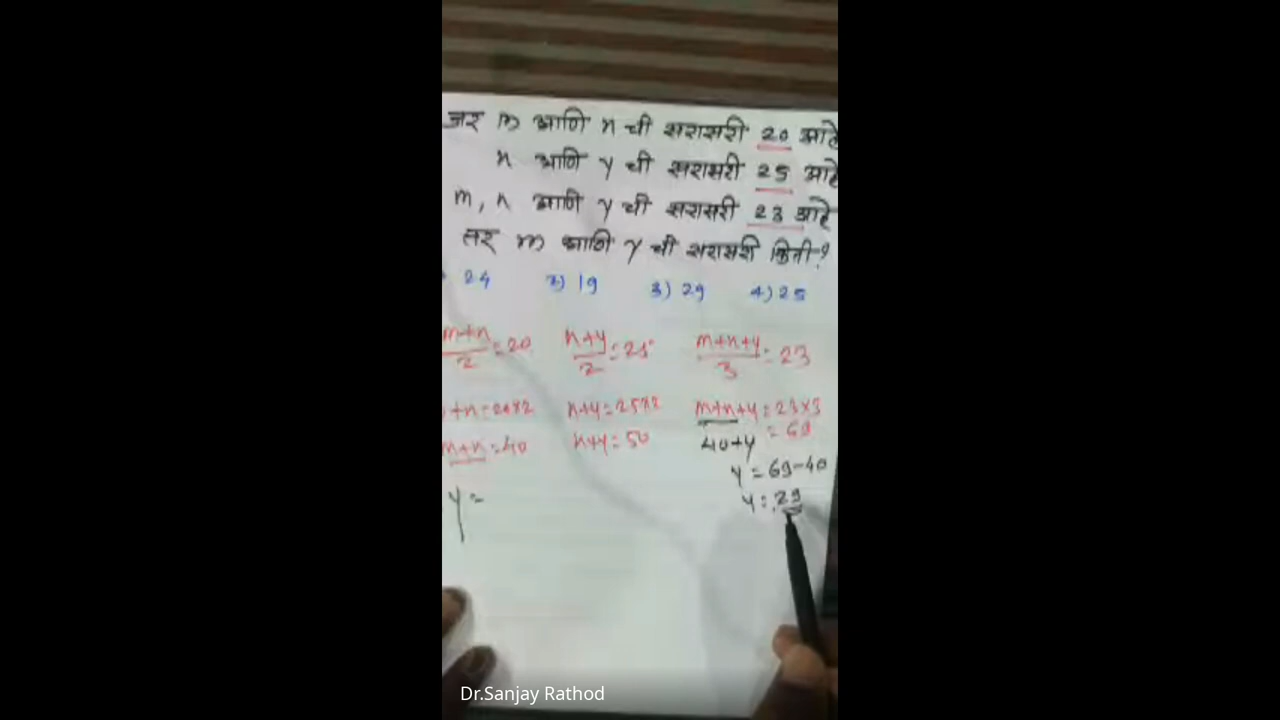 जर m आणि n ची सरासरी 20 आहे
n आणि y ची सरासरी 25 आहे
m, n आणि y ची सरासरी 23 आहे
तर m आणि y ची सरासरी किती?
24 2) 19 3) 29 4) 25
m+n/2 = 20 n+y/2 = 25 m+n+y/3 = 23
+n = 20×2 n+y = 25×2 m+n+y = 23×3
= 69
m+n = 40 n+y = 50 40+y
y = 69-40
y = y = 29
Dr.Sanjay Rathod